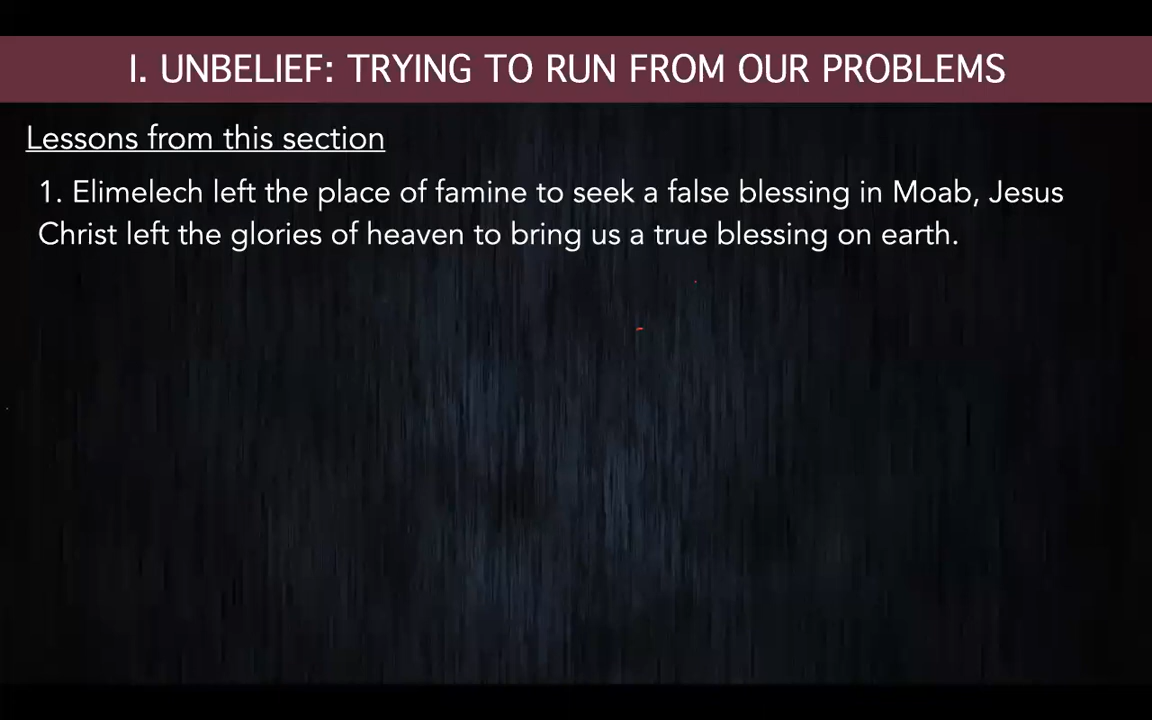 I. UNBELIEF: TRYING TO RUN FROM OUR PROBLEMS
Lessons from this section
1. Elimelech left the place of famine to seek a false blessing in Moab, Jesus
Christ left the glories of heaven to bring us a true blessing on earth.